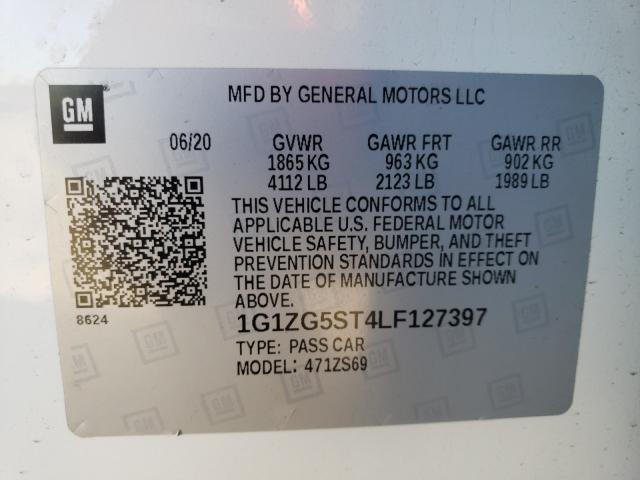 GM
MFD BY GENERAL MOTORS LLC
06/20 GVWR GAWR FRT GAWR RR
1865 KG 963 KG 902 KG
4112 LB 2123 LB 1989 LB
THIS VEHICLE CONFORMS TO ALL
APPLICABLE U.S. FEDERAL MOTOR
VEHICLE SAFETY, BUMPER, AND THEFT
PREVENTION STANDARDS IN EFFECT ON
THE DATE OF MANUFACTURE SHOWN
ABOVE.
8624
1G1ZG5ST4LF127397
TYPE: PASS CAR
MODEL: 471ZS69